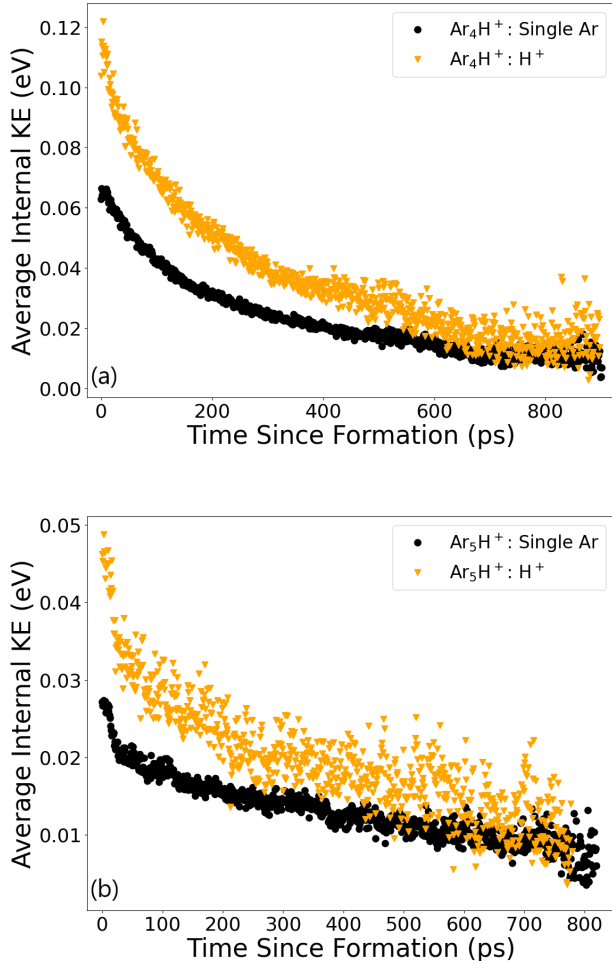 0.12
0.10
0.08
0.06
0.04
0.02
0.00
Average Internal KE (eV)
Ar₄H⁺: Single Ar
Ar₄H⁺: H⁺
(a)
0 200 400 600 800
Time Since Formation (ps)
0.05
0.04
0.03
0.02
0.01
Average Internal KE (eV)
Ar₅H⁺: Single Ar
Ar₅H⁺: H⁺
(b)
0 100 200 300 400 500 600 700 800
Time Since Formation (ps)